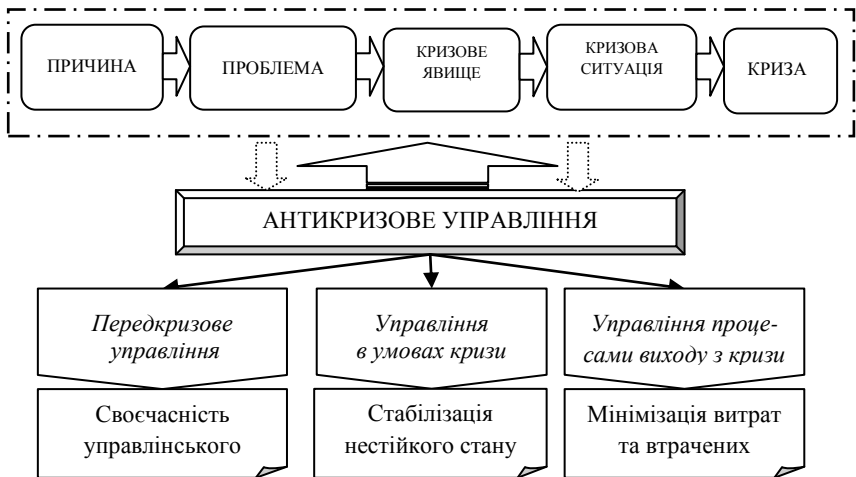 ПРИЧИНА
ПРОБЛЕМА
КРИЗОВЕ
ЯВИЩЕ
КРИЗОВА
СИТУАЦІЯ
КРИЗА
АНТИКРИЗОВЕ УПРАВЛІННЯ
Передкризове
управління
Управління
в умовах кризи
Управління проце-
сами виходу з кризи
Своєчасність
управлінського
Стабілізація
нестійкого стану
Мінімізація витрат
та втрачених